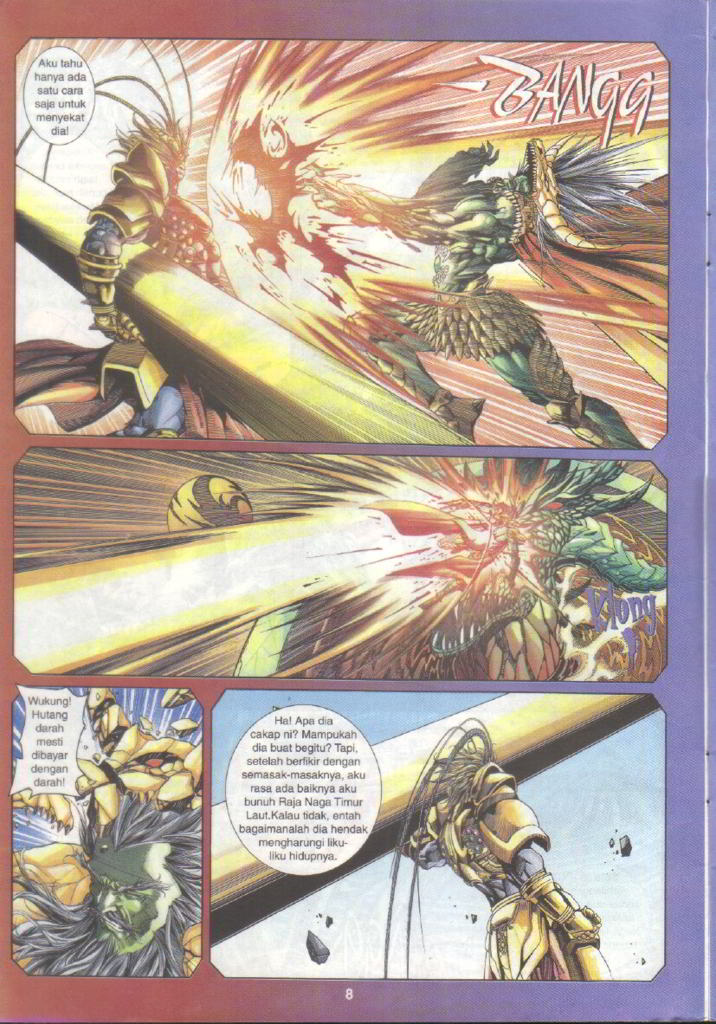 Aku tahu
hanya ada
satu cara
saja untuk
menyekat
dia!
BANGG
Klong
Wukung!
Hutang
darah
mesti
dibayar
dengan
darah!
Ha! Apa dia
cakap ni? Mampukah
dia buat begitu? Tapi,
setelah berfikir dengan
semasak-masaknya, aku
rasa ada baiknya aku
bunuh Raja Naga Timur
Laut.Kalau tidak, entah
bagaimanalah dia hendak
mengharungi liku-
liku hidupnya.
8